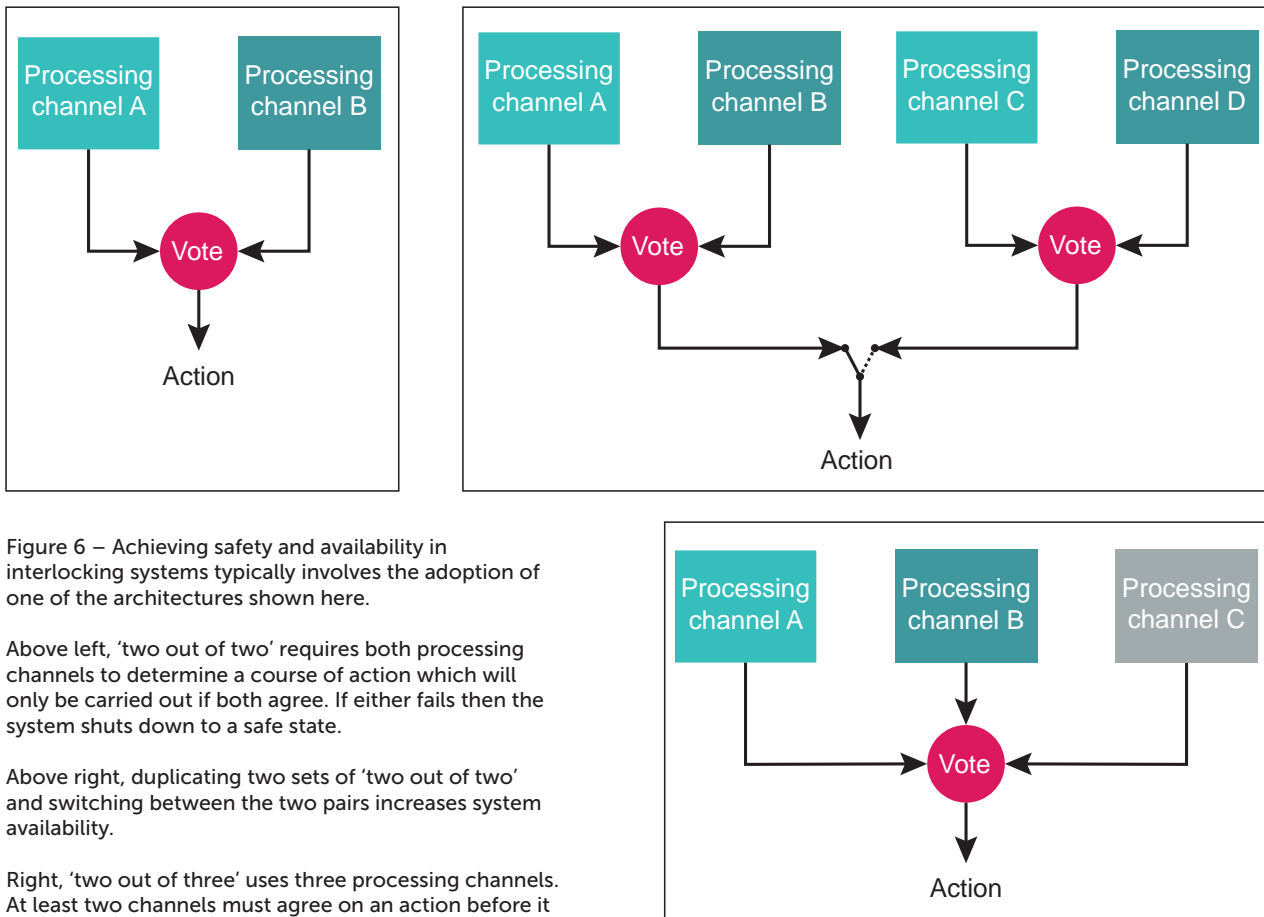 Processing
channel A
Processing
channel B
Vote
Action
Processing
channel A
Processing
channel B
Processing
channel C
Processing
channel D
Vote
Vote
Action
Figure 6 – Achieving safety and availability in
interlocking systems typically involves the adoption of
one of the architectures shown here.
Above left, ‘two out of two’ requires both processing
channels to determine a course of action which will
only be carried out if both agree. If either fails then the
system shuts down to a safe state.
Above right, duplicating two sets of ‘two out of two’
and switching between the two pairs increases system
availability.
Right, ‘two out of three’ uses three processing channels.
At least two channels must agree on an action before it
Processing
channel A
Processing
channel B
Processing
channel C
Vote
Action